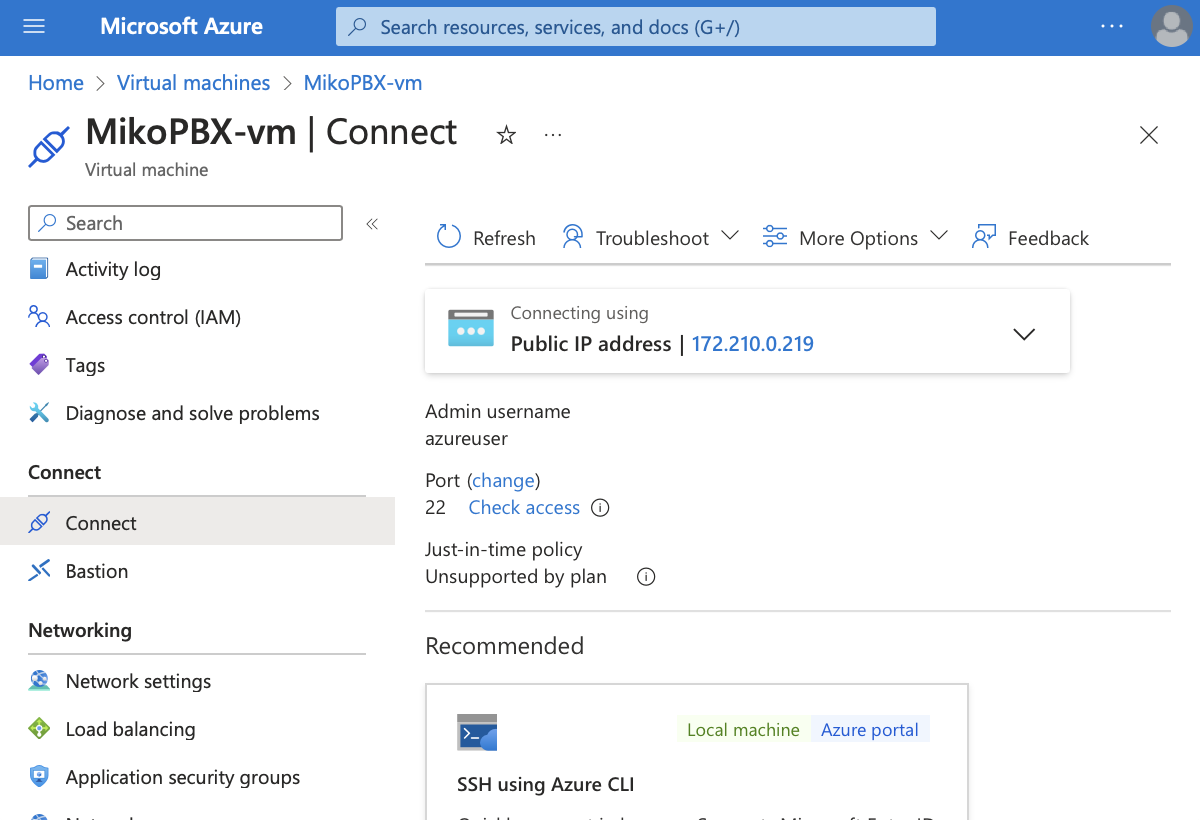 Microsoft Azure
Search resources, services, and docs (G+/)
Home > Virtual machines > MikoPBX-vm
MikoPBX-vm | Connect
Virtual machine
Search
Activity log
Access control (IAM)
Tags
Diagnose and solve problems
Connect
Connect
Bastion
Networking
Network settings
Load balancing
Application security groups
Refresh Troubleshoot More Options Feedback
Connecting using
Public IP address | 172.210.0.219
Admin username
azureuser
Port (change)
22 Check access
Just-in-time policy
Unsupported by plan
Recommended
Local machine Azure portal
SSH using Azure CLI